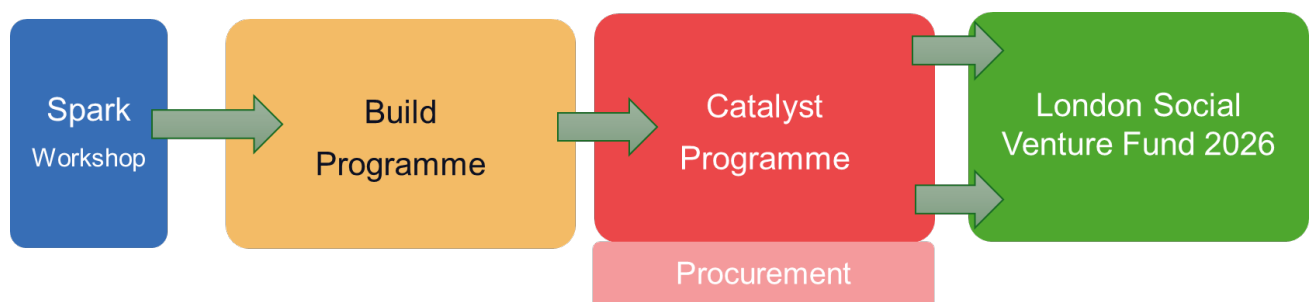 Spark
Workshop
Build
Programme
Catalyst
Programme
London Social
Venture Fund 2026
Procurement